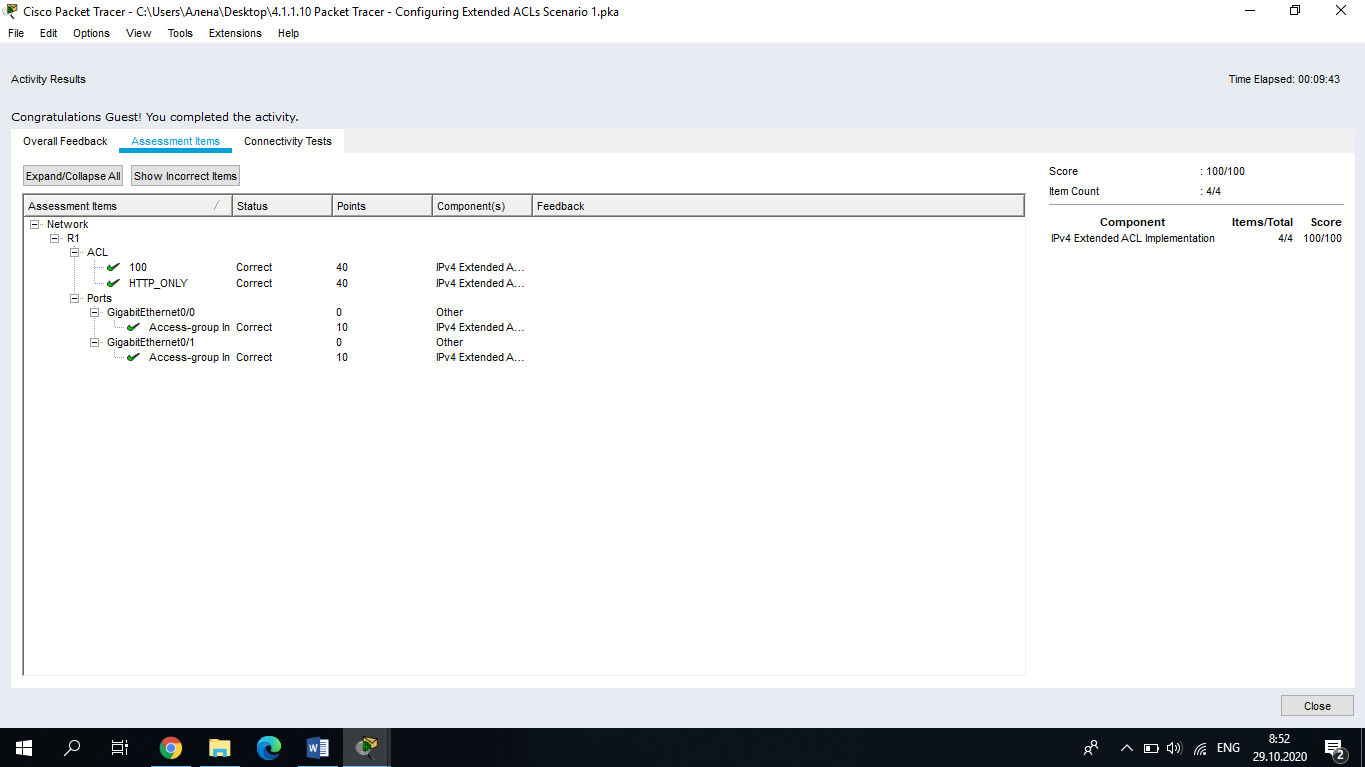 Cisco Packet Tracer - C:\Users\Алена\Desktop\4.1.1.10 Packet Tracer - Configuring Extended ACLs Scenario 1.pka
File Edit Options View Tools Extensions Help
Activity Results
Time Elapsed: 00:09:43
Congratulations Guest! You completed the activity.
Overall Feedback Assessment Items Connectivity Tests
Expand/Collapse All Show Incorrect Items
Assessment Items Status Points Component(s) Feedback
Network
R1
ACL
100 Correct 40 IPv4 Extended A...
HTTP_ONLY Correct 40 IPv4 Extended A...
Ports
GigabitEthernet0/0 0 Other
Access-group In Correct 10 IPv4 Extended A...
GigabitEthernet0/1 0 Other
Access-group In Correct 10 IPv4 Extended A...
Score : 100/100
Item Count : 4/4
Component Items/Total Score
IPv4 Extended ACL Implementation 4/4 100/100
Close
ENG
8:52
29.10.2020
2